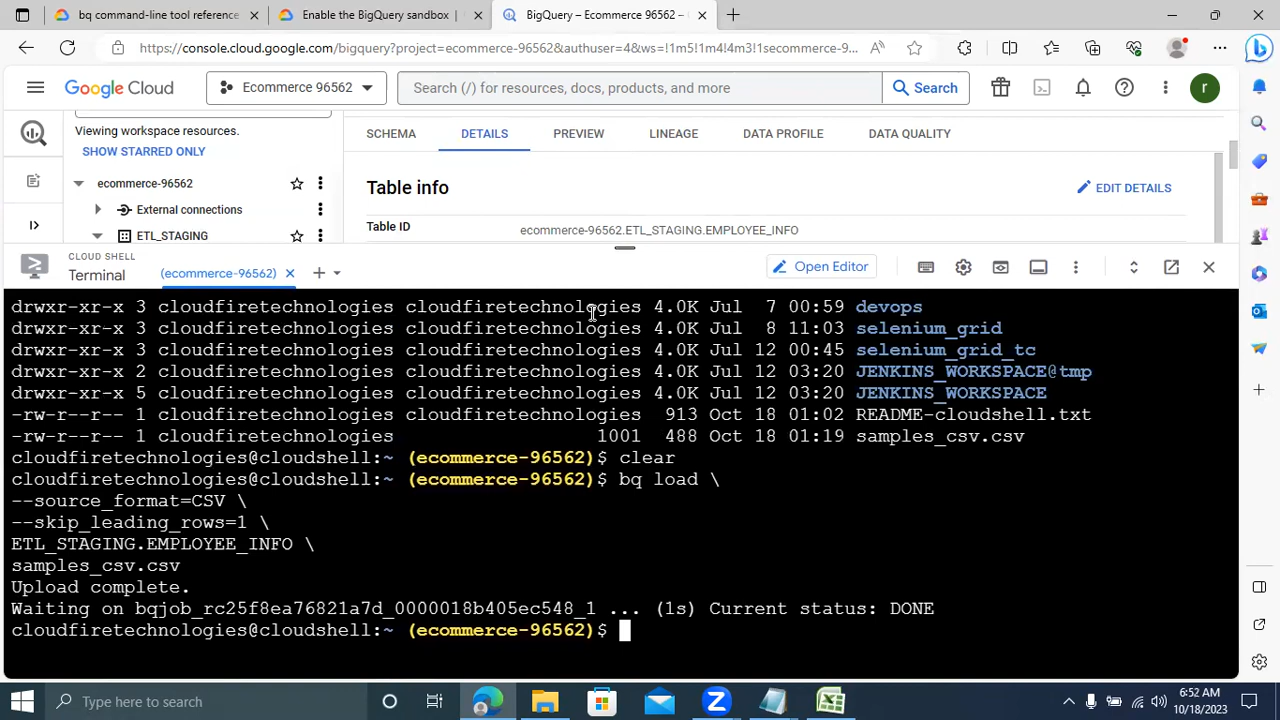 bq command-line tool reference
Enable the BigQuery sandbox
BigQuery – Ecommerce 96562 –
https://console.cloud.google.com/bigquery?project=ecommerce-96562&authuser=4&ws=!1m5!1m4!4m3!1secommerce-9...
Google Cloud
Ecommerce 96562
Search (/) for resources, docs, products, and more
Search
r
Viewing workspace resources.
SHOW STARRED ONLY
ecommerce-96562
External connections
ETL_STAGING
SCHEMA
DETAILS
PREVIEW
LINEAGE
DATA PROFILE
DATA QUALITY
Table info
EDIT DETAILS
Table ID
ecommerce-96562.ETL_STAGING.EMPLOYEE_INFO
CLOUD SHELL
Terminal
(ecommerce-96562)
Open Editor
drwxr-xr-x 3 cloudfiretechnologies cloudfiretechnologies 4.0K Jul  7 00:59 devops
drwxr-xr-x 3 cloudfiretechnologies cloudfiretechnologies 4.0K Jul  8 11:03 selenium_grid
drwxr-xr-x 3 cloudfiretechnologies cloudfiretechnologies 4.0K Jul 12 00:45 selenium_grid_tc
drwxr-xr-x 2 cloudfiretechnologies cloudfiretechnologies 4.0K Jul 12 03:20 JENKINS_WORKSPACE@tmp
drwxr-xr-x 5 cloudfiretechnologies cloudfiretechnologies 4.0K Jul 12 03:20 JENKINS_WORKSPACE
-rw-r--r-- 1 cloudfiretechnologies cloudfiretechnologies  913 Oct 18 01:02 README-cloudshell.txt
-rw-r--r-- 1 cloudfiretechnologies                  1001  488 Oct 18 01:19 samples_csv.csv
cloudfiretechnologies@cloudshell:~ (ecommerce-96562)$ clear
cloudfiretechnologies@cloudshell:~ (ecommerce-96562)$ bq load \
--source_format=CSV \
--skip_leading_rows=1 \
ETL_STAGING.EMPLOYEE_INFO \
samples_csv.csv
Upload complete.
Waiting on bqjob_rc25f8ea76821a7d_0000018b405ec548_1 ... (1s) Current status: DONE
cloudfiretechnologies@cloudshell:~ (ecommerce-96562)$
Type here to search
6:52 AM
10/18/2023